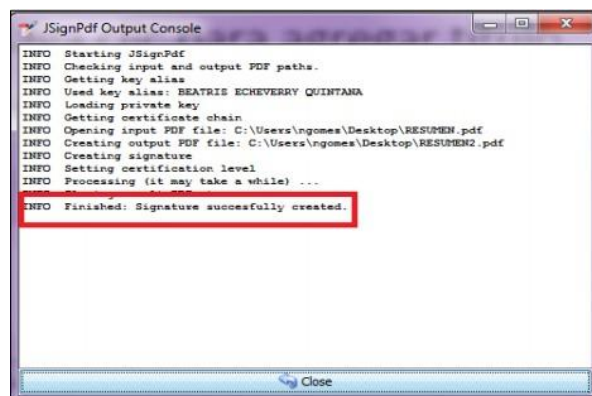 JSignPdf Output Console
INFO Starting JSignPdf
INFO Checking input and output PDF paths.
INFO Getting key alias
INFO Used key alias: BEATRIS ECHEVERRY QUINTANA
INFO Loading private key
INFO Getting certificate chain
INFO Opening input PDF file: C:\Users\ngomes\Desktop\RESUMEN.pdf
INFO Creating output PDF file: C:\Users\ngomes\Desktop\RESUMEN2.pdf
INFO Creating signature
INFO Setting certification level
INFO Processing (it may take a while) ...
INFO Finished: Signature succesfully created.
Close